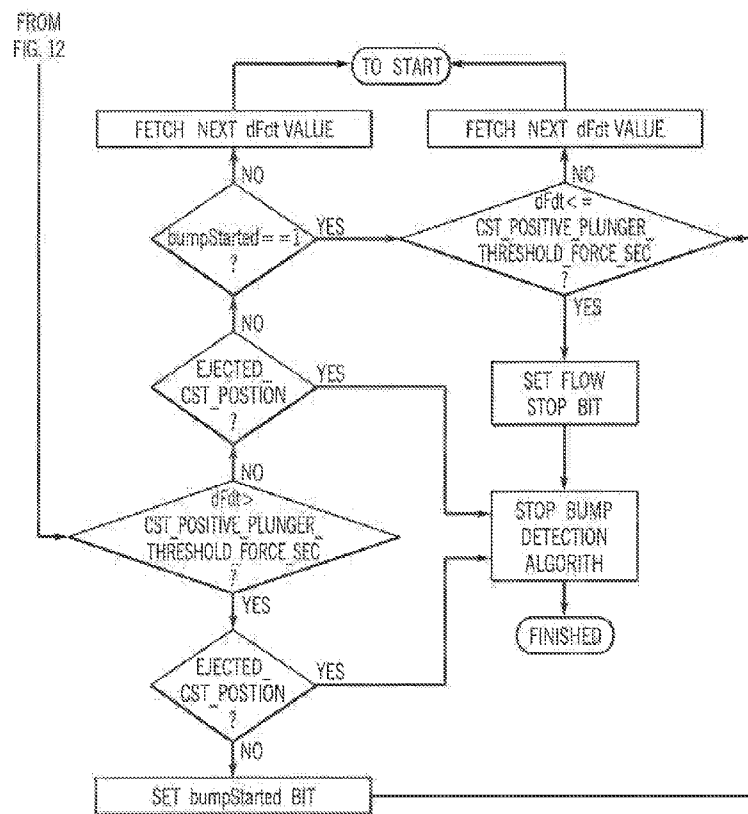 FROM
FIG. 12
TO START
FETCH NEXT dFdt VALUE
FETCH NEXT dFdt VALUE
NO
NO
bumpStarted==1
?
YES
dFdt<=
CST_POSITIVE_PLUNGER_
THRESHOLD_FORCE_SEC
?
NO
YES
EJECTED_
CST_POSTION
?
YES
SET FLOW
STOP BIT
NO
dFdt>
CST_POSITIVE_PLUNGER_
THRESHOLD_FORCE_SEC
?
STOP BUMP
DETECTION
ALGORITH
YES
EJECTED_
CST_POSTION
?
YES
FINISHED
NO
SET bumpStarted BIT